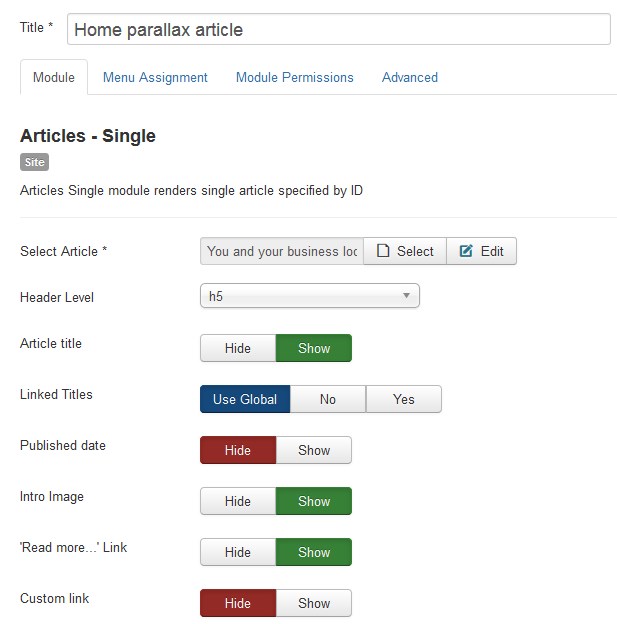 Title * Home parallax article
Module Menu Assignment Module Permissions Advanced
Articles - Single
Site
Articles Single module renders single article specified by ID
Select Article * You and your business Select Edit
Header Level h5
Article title Hide Show
Linked Titles Use Global No Yes
Published date Hide Show
Intro Image Hide Show
'Read more...' Link Hide Show
Custom link Hide Show